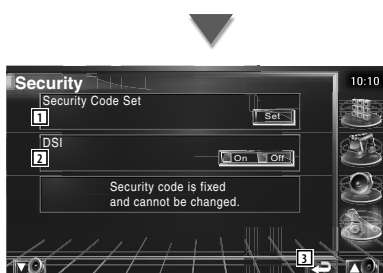 Security
10:10
Security Code Set
1
Set
DSI
2
On Off
Security code is fixed
and cannot be changed.
3